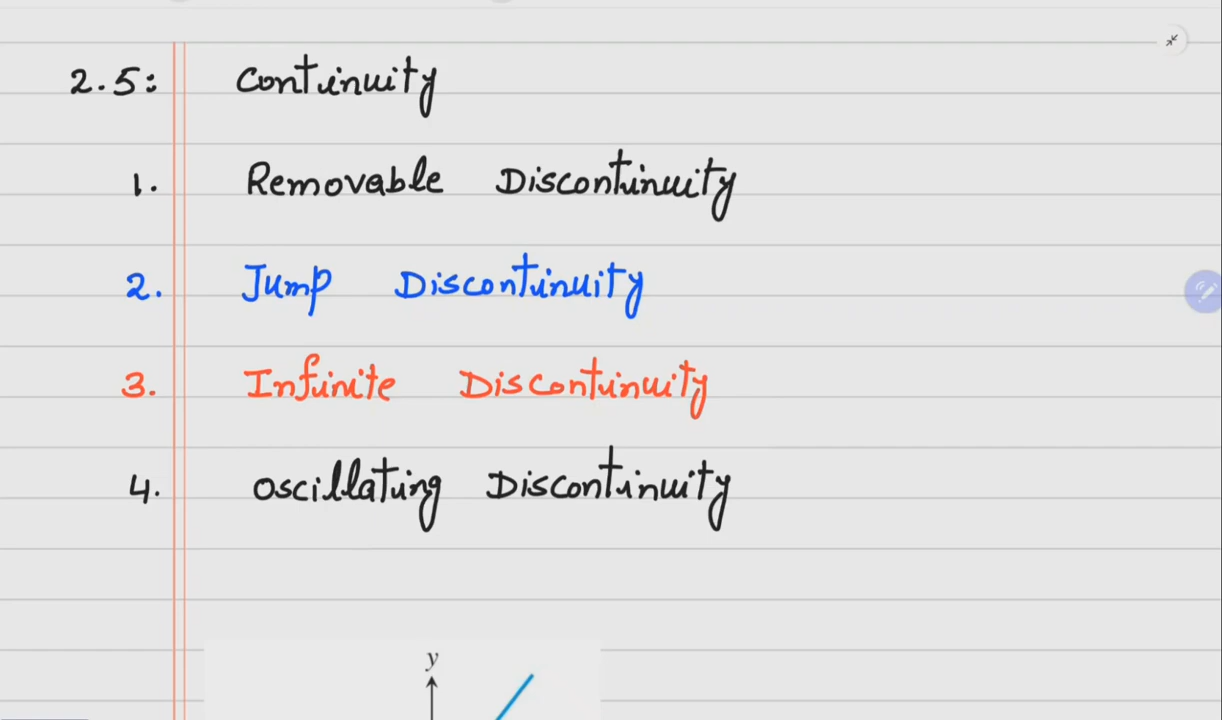 2.5: Continuity
1. Removable Discontinuity
2. Jump Discontinuity
3. Infinite Discontinuity
4. Oscillating Discontinuity
y